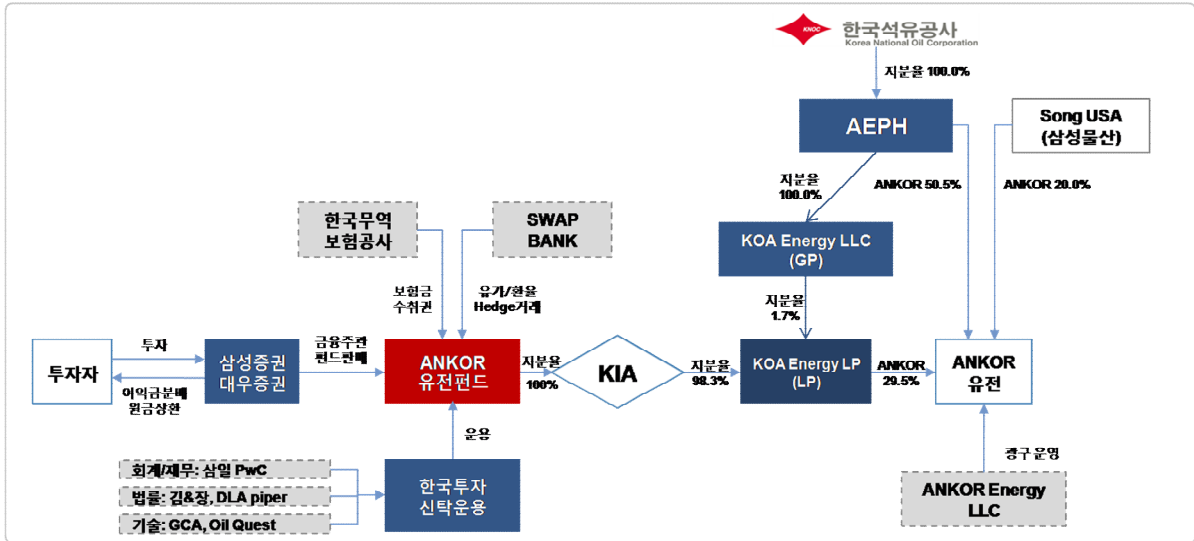 KNOC
한국석유공사
Korea National Oil Corporation
지분율 100.0%
AEPH
Song USA
(삼성물산)
지분율
100.0%
ANKOR 50.5%
ANKOR 20.0%
한국무역
보험공사
SWAP
BANK
KOA Energy LLC
(GP)
보험금
수취권
유가/환율
Hedge거래
지분율
1.7%
투자자
투자
이익금분배
원금상환
삼성증권
대우증권
금융주관
펀드판매
ANKOR
유전펀드
지분율
100%
KIA
지분율
98.3%
KOA Energy LP
(LP)
ANKOR
29.5%
ANKOR
유전
운용
광구 운영
회계/재무: 삼일 PwC
법률: 김&장, DLA piper
기술: GCA, Oil Quest
한국투자
신탁운용
ANKOR Energy
LLC